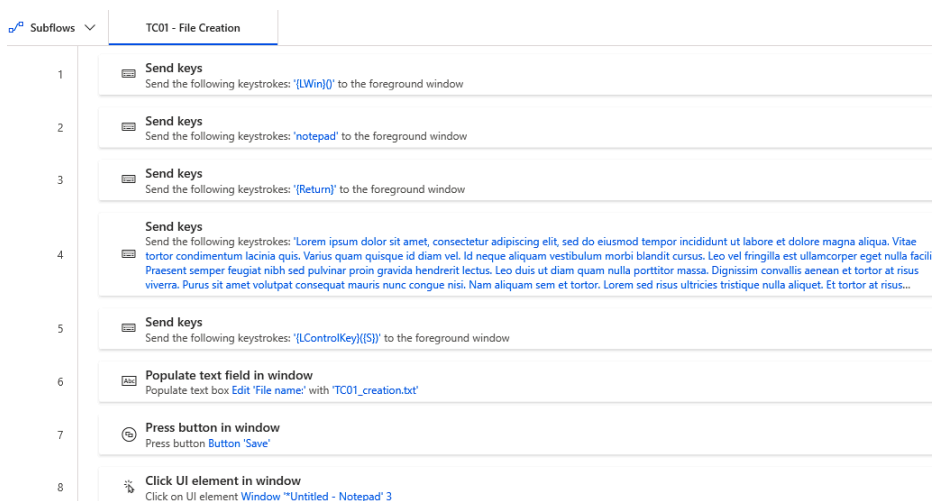 Subflows
TC01 - File Creation
1
Send keys
Send the following keystrokes: '{LWin}()' to the foreground window
2
Send keys
Send the following keystrokes: 'notepad' to the foreground window
3
Send keys
Send the following keystrokes: '{Return}' to the foreground window
4
Send keys
Send the following keystrokes: 'Lorem ipsum dolor sit amet, consectetur adipiscing elit, sed do eiusmod tempor incididunt ut labore et dolore magna aliqua. Vitae
tortor condimentum lacinia quis. Varius quam quisque id diam vel. Id neque aliquam vestibulum morbi blandit cursus. Leo vel fringilla est ullamcorper eget nulla facili
Praesent semper feugiat nibh sed pulvinar proin gravida hendrerit lectus. Leo duis ut diam quam nulla porttitor massa. Dignissim convallis aenean et tortor at risus
viverra. Purus sit amet volutpat consequat mauris nunc congue nisi. Nam aliquam sem et tortor. Lorem sed risus ultricies tristique nulla aliquet. Et tortor at risus...
5
Send keys
Send the following keystrokes: '{LControlKey}({S})' to the foreground window
6
Abc
Populate text field in window
Populate text box Edit 'File name:' with 'TC01_creation.txt'
7
Press button in window
Press button Button 'Save'
8
Click UI element in window
Click on UI element Window '*Untitled - Notepad' 3